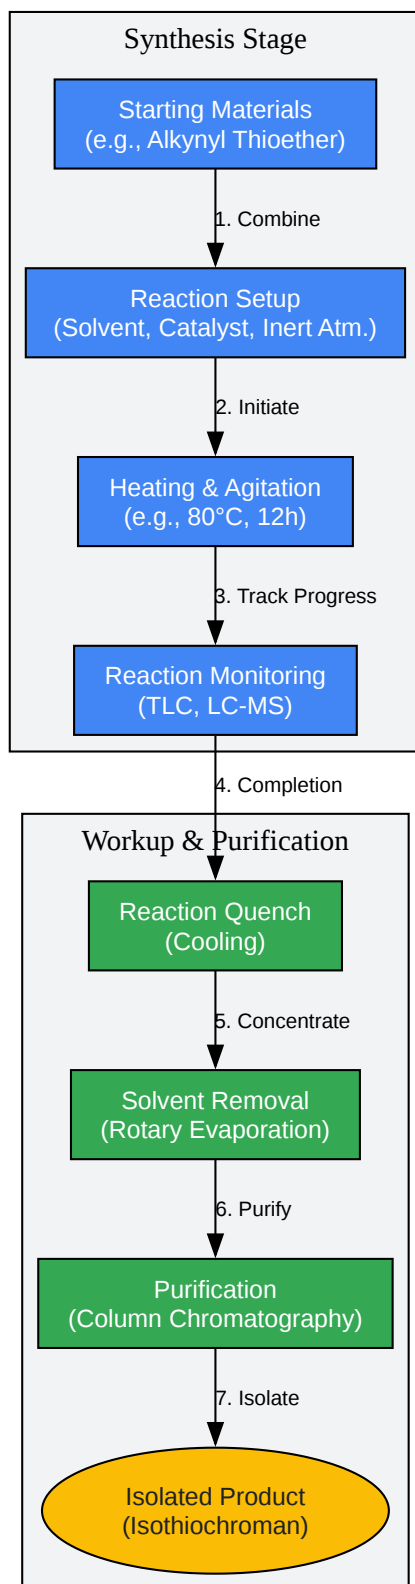 Synthesis Stage
Starting Materials
(e.g., Alkynyl Thioether)
1. Combine
Reaction Setup
(Solvent, Catalyst, Inert Atm.)
2. Initiate
Heating & Agitation
(e.g., 80°C, 12h)
3. Track Progress
Reaction Monitoring
(TLC, LC-MS)
4. Completion
Workup & Purification
Reaction Quench
(Cooling)
5. Concentrate
Solvent Removal
(Rotary Evaporation)
6. Purify
Purification
(Column Chromatography)
7. Isolate
Isolated Product
(Isothiochroman)